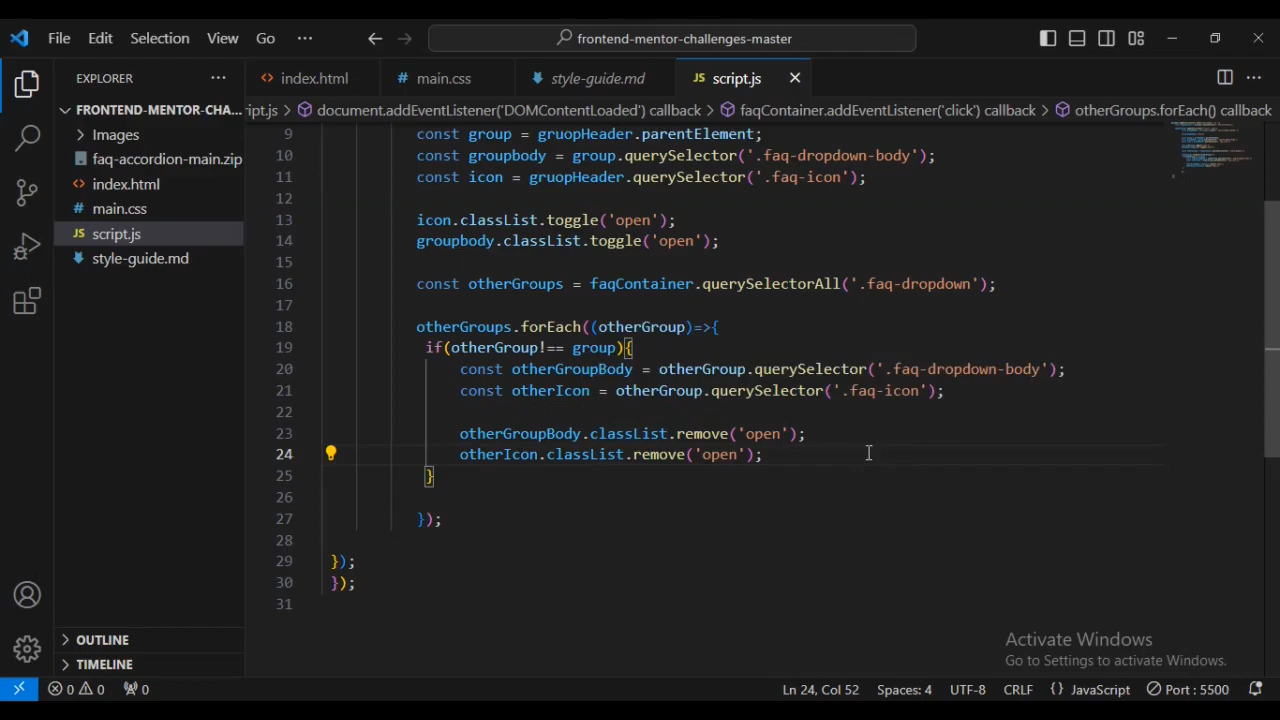 File Edit Selection View Go ··· frontend-mentor-challenges-master
EXPLORER ··· index.html main.css style-guide.md script.js
FRONTEND-MENTOR-CHA... ipt.js > document.addEventListener('DOMContentLoaded') callback > faqContainer.addEventListener('click') callback > otherGroups.forEach() callback
Images
faq-accordion-main.zip
index.html
main.css
script.js
style-guide.md
9 const group = gruopHeader.parentElement;
10 const groupbody = group.querySelector('.faq-dropdown-body');
11 const icon = gruopHeader.querySelector('.faq-icon');
12
13 icon.classList.toggle('open');
14 groupbody.classList.toggle('open');
15
16 const otherGroups = faqContainer.querySelectorAll('.faq-dropdown');
17
18 otherGroups.forEach((otherGroup)=>{
19 if(otherGroup!== group){
20 const otherGroupBody = otherGroup.querySelector('.faq-dropdown-body');
21 const otherIcon = otherGroup.querySelector('.faq-icon');
22
23 otherGroupBody.classList.remove('open');
24 otherIcon.classList.remove('open');
25 }
26
27 });
28
29 });
30 });
31
OUTLINE
TIMELINE
Activate Windows
Go to Settings to activate Windows.
0 0 0 Ln 24, Col 52 Spaces: 4 UTF-8 CRLF {} JavaScript Port : 5500